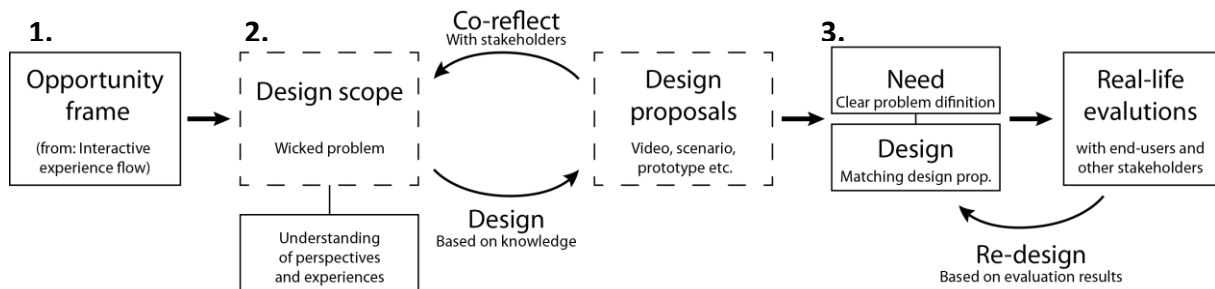 1.
Opportunity
frame
(from: Interactive
experience flow)
2.
Design scope
Wicked problem
Understanding
of perspectives
and experiences
Co-reflect
With stakeholders
Design
Based on knowledge
Design
proposals
Video, scenario,
prototype etc.
3.
Need
Clear problem difinition
Design
Matching design prop.
Real-life
evalutions
with end-users and
other stakeholders
Re-design
Based on evaluation results